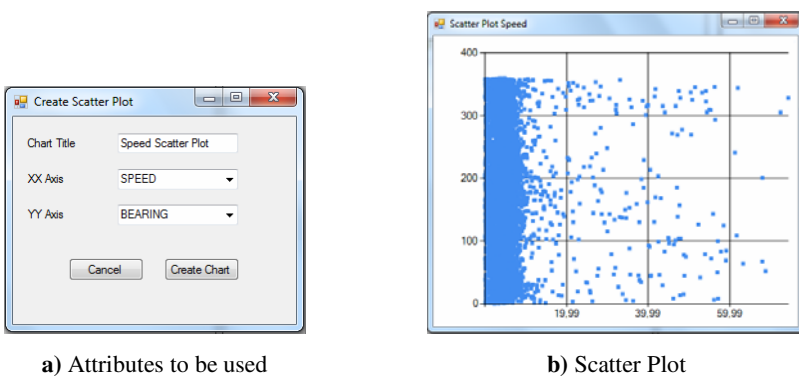 Create Scatter Plot
Chart Title
Speed Scatter Plot
XX Axis
SPEED
YY Axis
BEARING
Cancel
Create Chart
a) Attributes to be used
Scatter Plot Speed
400
300
200
100
0
19.99
39.99
59.99
b) Scatter Plot